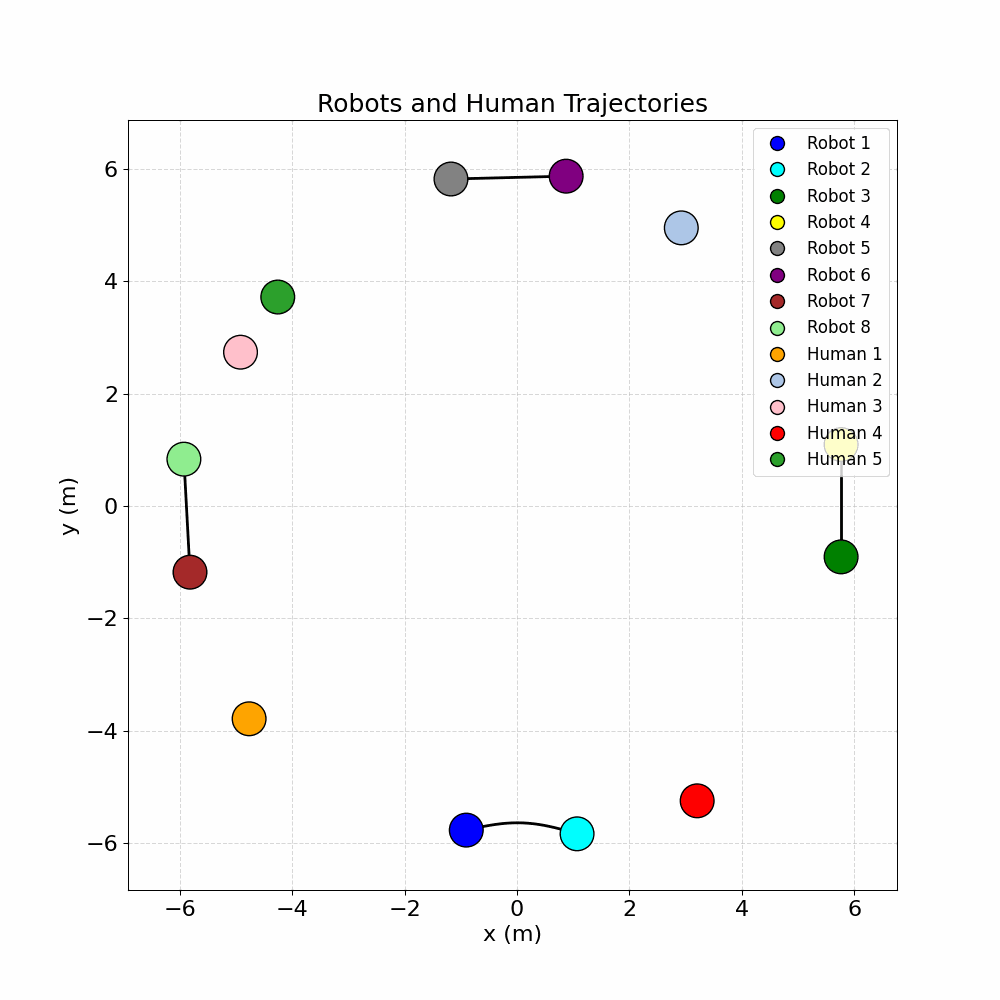 Robots and Human Trajectories
Robot 1
Robot 2
Robot 3
Robot 4
Robot 5
Robot 6
Robot 7
Robot 8
Human 1
Human 2
Human 3
Human 4
Human 5
6
4
2
0
−2
−4
−6
y (m)
−6 −4 −2 0 2 4 6
x (m)